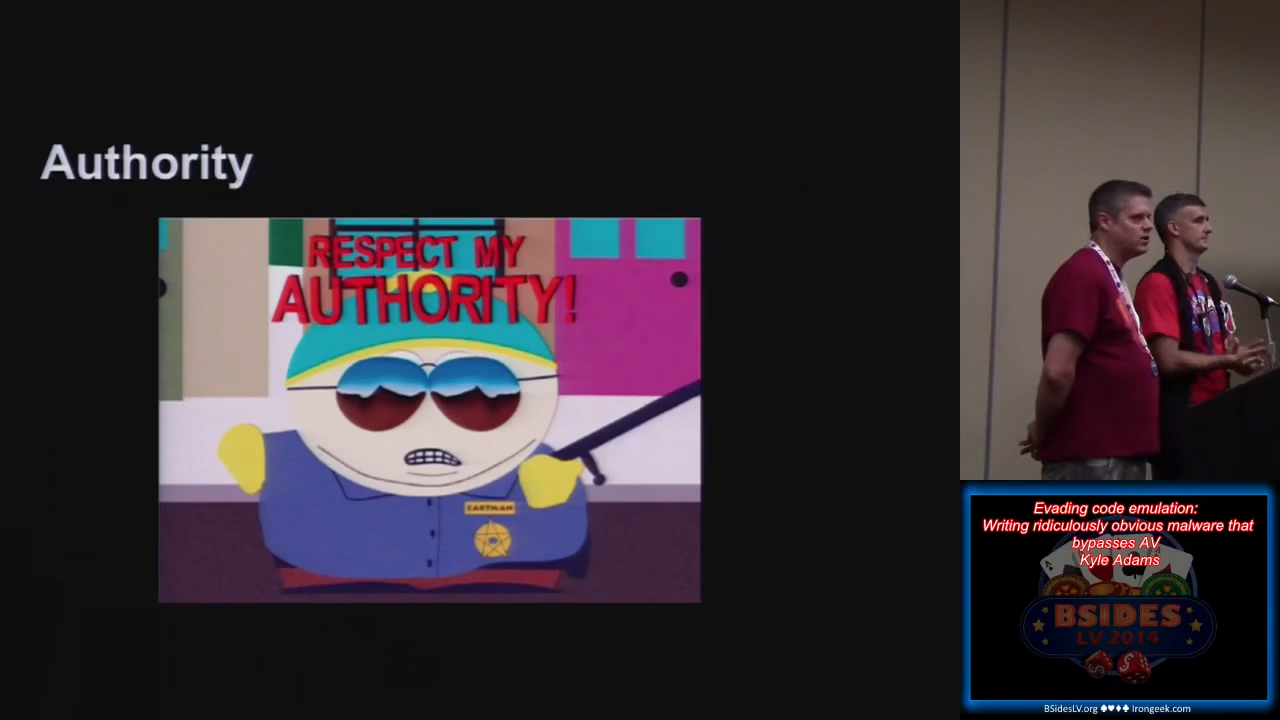 Authority
RESPECT MY
AUTHORITY!
CARTMAN
Evading code emulation:
Writing ridiculously obvious malware that
bypasses AV
Kyle Adams
BSIDES
LV 2014
BSidesLV.org ♠♥♦♣ Irongeek.com